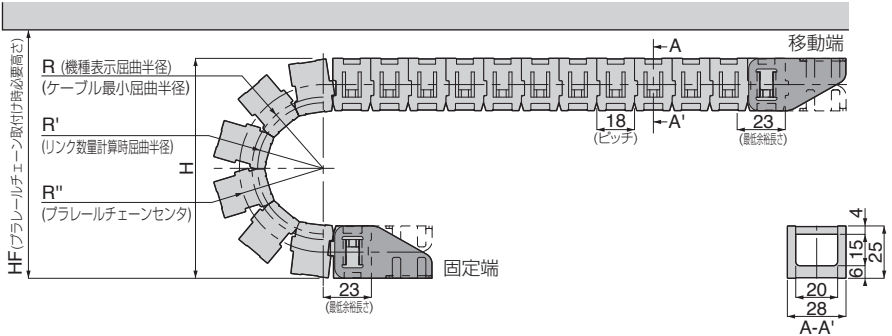 HF(プラレールチェーン取付け時必要高さ)
R (機種表示屈曲半径)
(ケーブル最小屈曲半径)
R'
(リンク数量計算時屈曲半径)
R''
(プラレールチェーンセンタ)
H
A
A'
移動端
18
(ピッチ)
23
(最低余裕長さ)
固定端
23
(最低余裕長さ)
4
15
25
6
20
28
A-A'